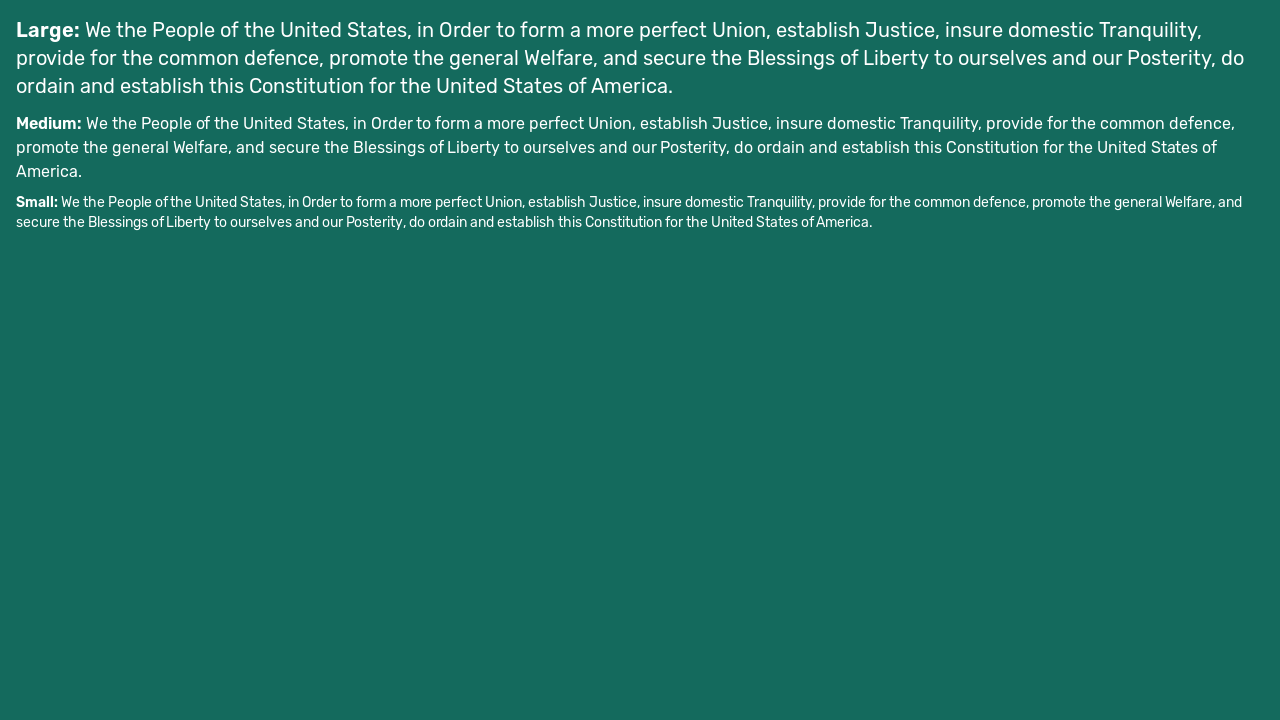 Large: We the People of the United States, in Order to form a more perfect Union, establish Justice, insure domestic Tranquility,
provide for the common defence, promote the general Welfare, and secure the Blessings of Liberty to ourselves and our Posterity, do
ordain and establish this Constitution for the United States of America.
Medium: We the People of the United States, in Order to form a more perfect Union, establish Justice, insure domestic Tranquility, provide for the common defence,
promote the general Welfare, and secure the Blessings of Liberty to ourselves and our Posterity, do ordain and establish this Constitution for the United States of
America.
Small: We the People of the United States, in Order to form a more perfect Union, establish Justice, insure domestic Tranquility, provide for the common defence, promote the general Welfare, and
secure the Blessings of Liberty to ourselves and our Posterity, do ordain and establish this Constitution for the United States of America.